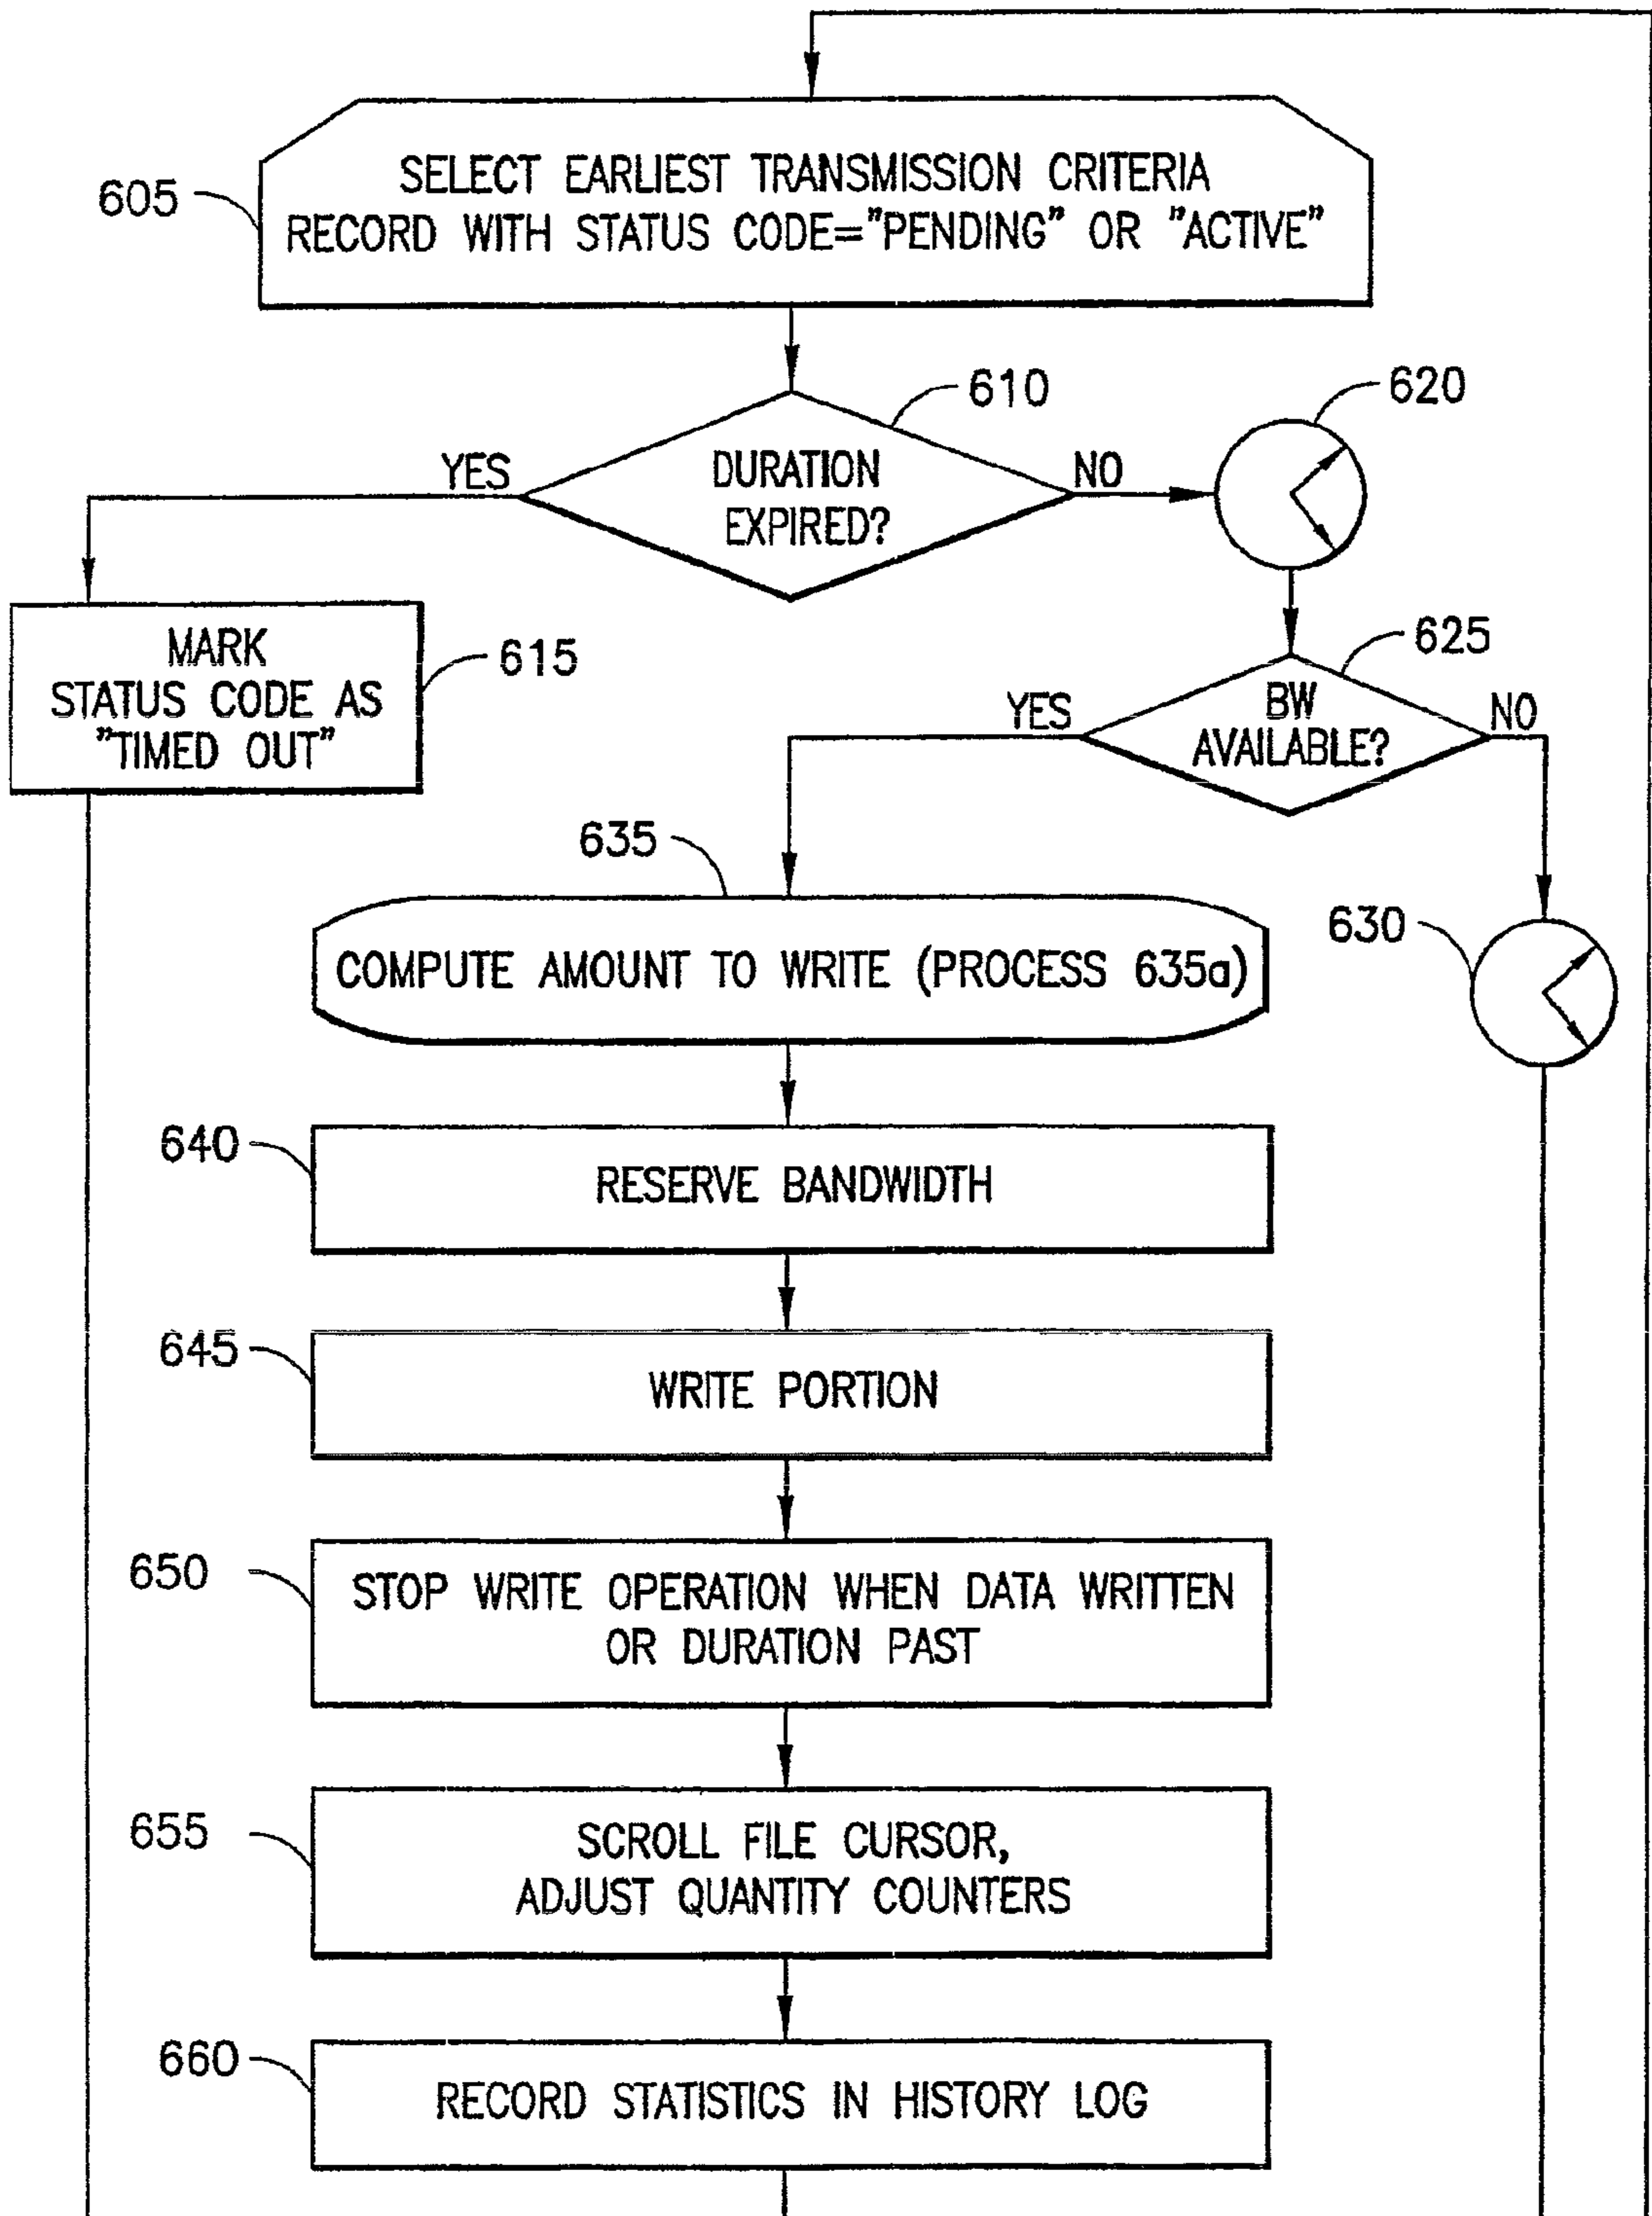 605
SELECT EARLIEST TRANSMISSION CRITERIA
RECORD WITH STATUS CODE="PENDING" OR "ACTIVE"
610
620
YES
DURATION
EXPIRED?
NO
MARK
STATUS CODE AS
"TIMED OUT"
615
625
YES
BW
AVAILABLE?
NO
635
630
COMPUTE AMOUNT TO WRITE (PROCESS 635a)
640
RESERVE BANDWIDTH
645
WRITE PORTION
650
STOP WRITE OPERATION WHEN DATA WRITTEN
OR DURATION PAST
655
SCROLL FILE CURSOR,
ADJUST QUANTITY COUNTERS
660
RECORD STATISTICS IN HISTORY LOG